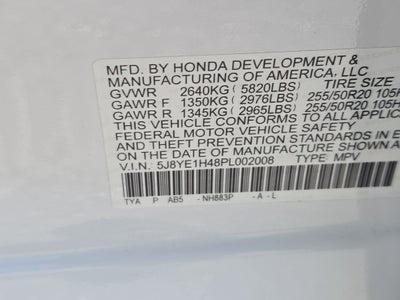 MFD. BY HONDA DEVELOPMENT &
MANUFACTURING OF AMERICA, LLC
GVWR 2640KG ( 5820LBS) TIRE SIZE
GAWR F 1350KG ( 2976LBS) 255/50R20 105H
GAWR R 1345KG ( 2965LBS) 255/50R20 105H
THIS VEHICLE CONFORMS TO ALL APPLICABLE
FEDERAL MOTOR VEHICLE SAFETY
AND THEFT PREVENTION STANDARDS IN E
ON THE DATE OF MANUFACTURE SHOWN A
V.I.N. 5J8YE1H48PL002008 TYPE: MPV
TYA P AB5 - NH883P - A - L